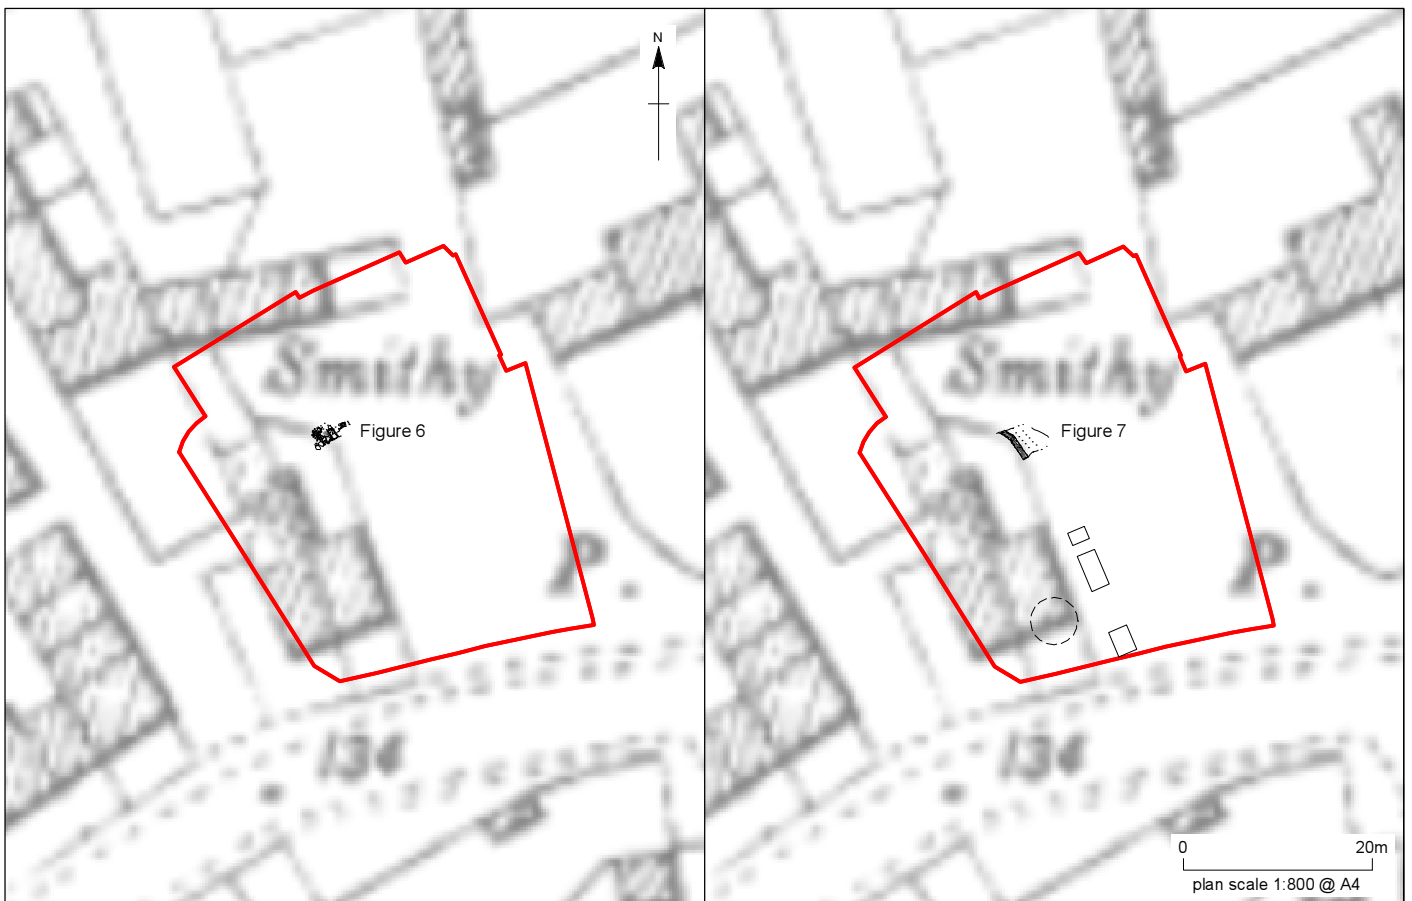 N
Smithy
Figure 6
P.
134
Smithy
Figure 7
P.
134
0 20m
plan scale 1:800 @ A4